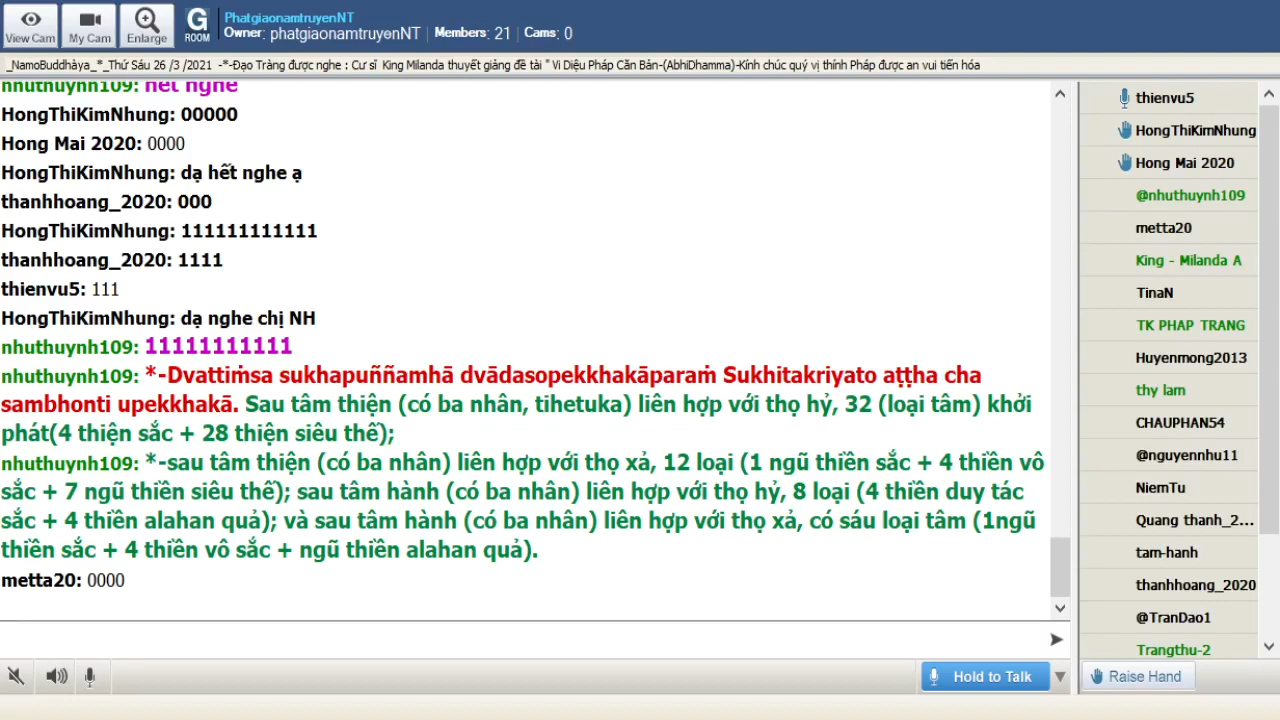 View Cam
My Cam
Enlarge
G
ROOM
PhatgiaonamtruyenNT
Owner: phatgiaonamtruyenNT | Members: 21 | Cams: 0
_NamoBuddhàya_*_Thứ Sáu 26 /3 /2021 -*-Đạo Tràng được nghe : Cư sĩ King Milanda thuyết giảng đề tài " Vi Diệu Pháp Căn Bản-(AbhiDhamma)-Kính chúc quý vị thính Pháp được an vui tiến hóa
nhuthuynh109: hết nghe
HongThiKimNhung: 00000
Hong Mai 2020: 0000
HongThiKimNhung: dạ hết nghe ạ
thanhhoang_2020: 000
HongThiKimNhung: 111111111111
thanhhoang_2020: 1111
thienvu5: 111
HongThiKimNhung: dạ nghe chị NH
nhuthuynh109: 11111111111
nhuthuynh109: *-Dvattiṁsa sukhapuññamhā dvādasopekkhakāparaṁ Sukhitakriyato aṭṭha cha
sambhonti upekkhakā. Sau tâm thiện (có ba nhân, tihetuka) liên hợp với thọ hỷ, 32 (loại tâm) khởi
phát(4 thiện sắc + 28 thiện siêu thế);
nhuthuynh109: *-sau tâm thiện (có ba nhân) liên hợp với thọ xả, 12 loại (1 ngũ thiền sắc + 4 thiền vô
sắc + 7 ngũ thiền siêu thế); sau tâm hành (có ba nhân) liên hợp với thọ hỷ, 8 loại (4 thiền duy tác
sắc + 4 thiền alahan quả); và sau tâm hành (có ba nhân) liên hợp với thọ xả, có sáu loại tâm (1ngũ
thiền sắc + 4 thiền vô sắc + ngũ thiền alahan quả).
metta20: 0000
Hold to Talk
thienvu5
HongThiKimNhung
Hong Mai 2020
@nhuthuynh109
metta20
King - Milanda A
TinaN
TK PHAP TRANG
Huyenmong2013
thy lam
CHAUPHAN54
@nguyennhu11
NiemTu
Quang thanh_2...
tam-hanh
thanhhoang_2020
@TranDao1
Trangthu-2
Raise Hand